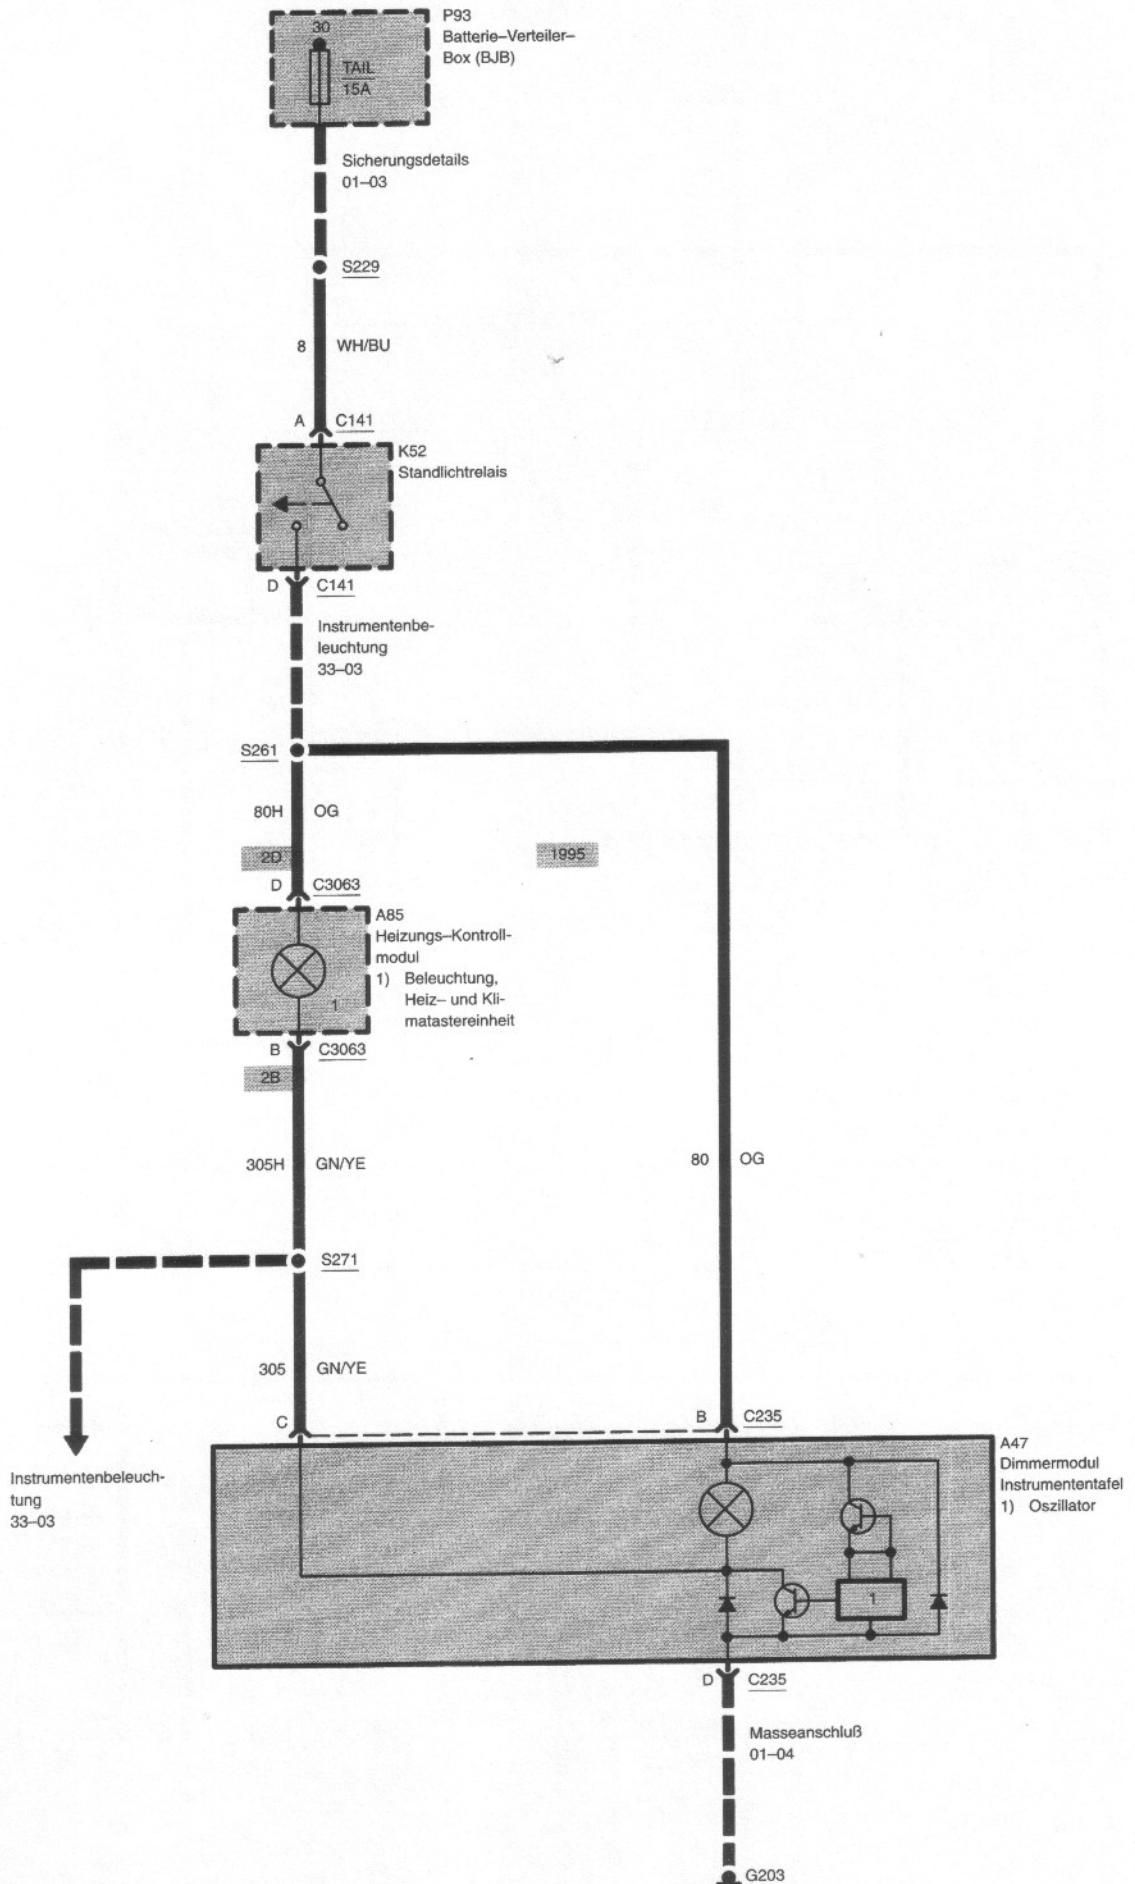 P93
Batterie–Verteiler–
Box (BJB)
30
TAIL
15A
Sicherungsdetails
01–03
S229
8 WH/BU
A C141
K52
Standlichtrelais
D C141
Instrumentenbe-
leuchtung
33–03
S261
80H OG
2D
1995
D C3063
A85
Heizungs–Kontroll-
modul
1) Beleuchtung,
Heiz– und Kli-
matastereinheit
1
B C3063
2B
305H GN/YE
80 OG
S271
305 GN/YE
C
B C235
A47
Dimmermodul
Instrumententafel
1) Oszillator
Instrumentenbeleuch-
tung
33–03
1
D C235
Masseanschluß
01–04
G203